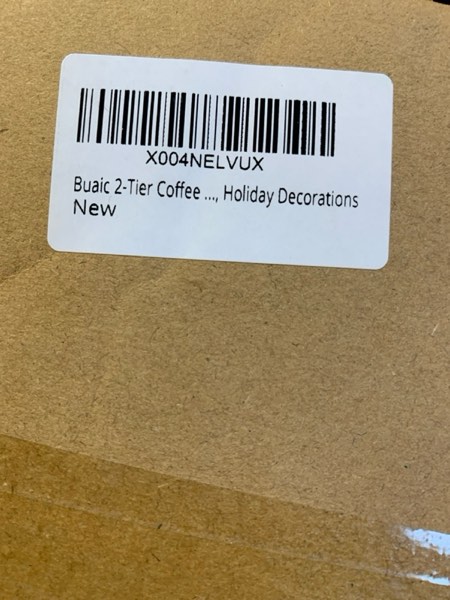 X004NELVUX
Buaic 2-Tier Coffee ..., Holiday Decorations
New